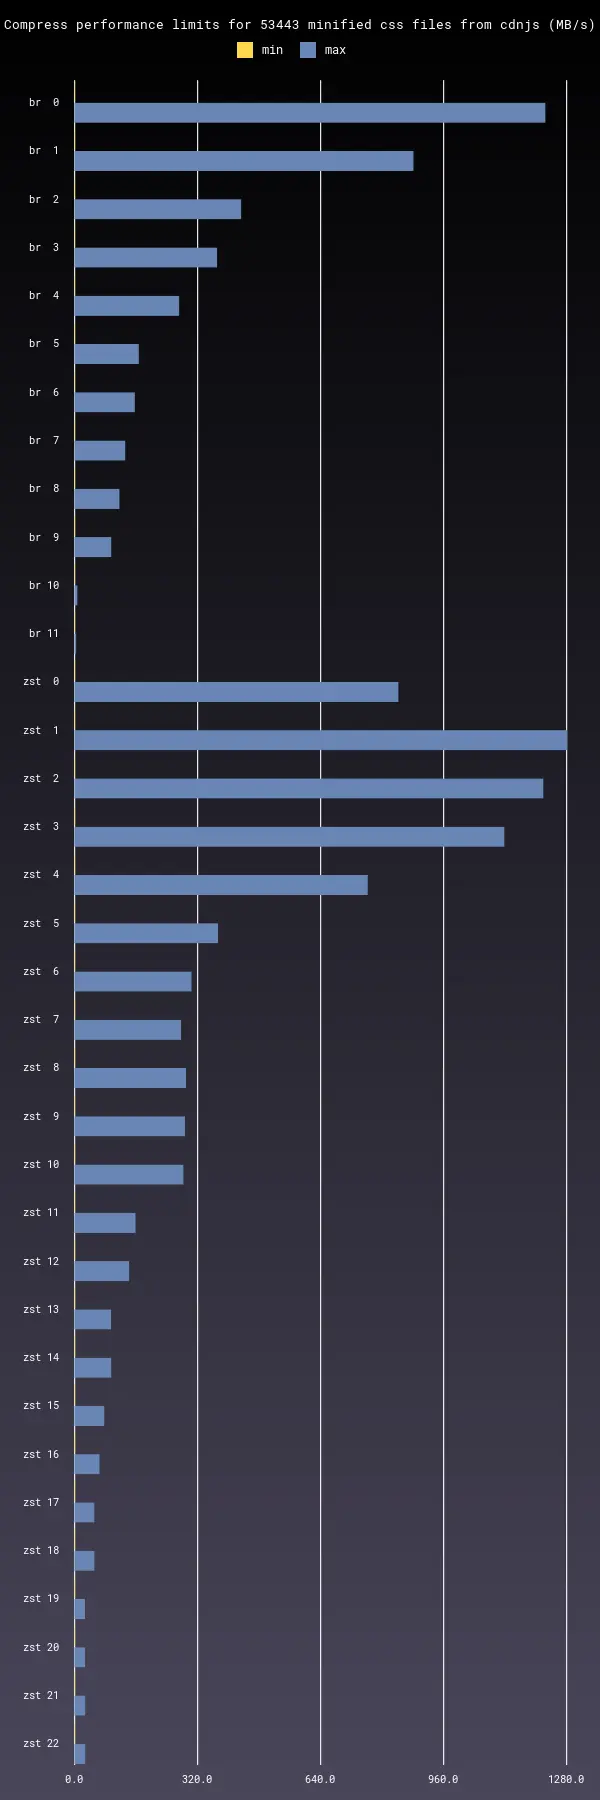 Compress performance limits for 53443 minified css files from cdnjs (MB/s)
min max
br 0
br 1
br 2
br 3
br 4
br 5
br 6
br 7
br 8
br 9
br 10
br 11
zst 0
zst 1
zst 2
zst 3
zst 4
zst 5
zst 6
zst 7
zst 8
zst 9
zst 10
zst 11
zst 12
zst 13
zst 14
zst 15
zst 16
zst 17
zst 18
zst 19
zst 20
zst 21
zst 22
0.0 320.0 640.0 960.0 1280.0